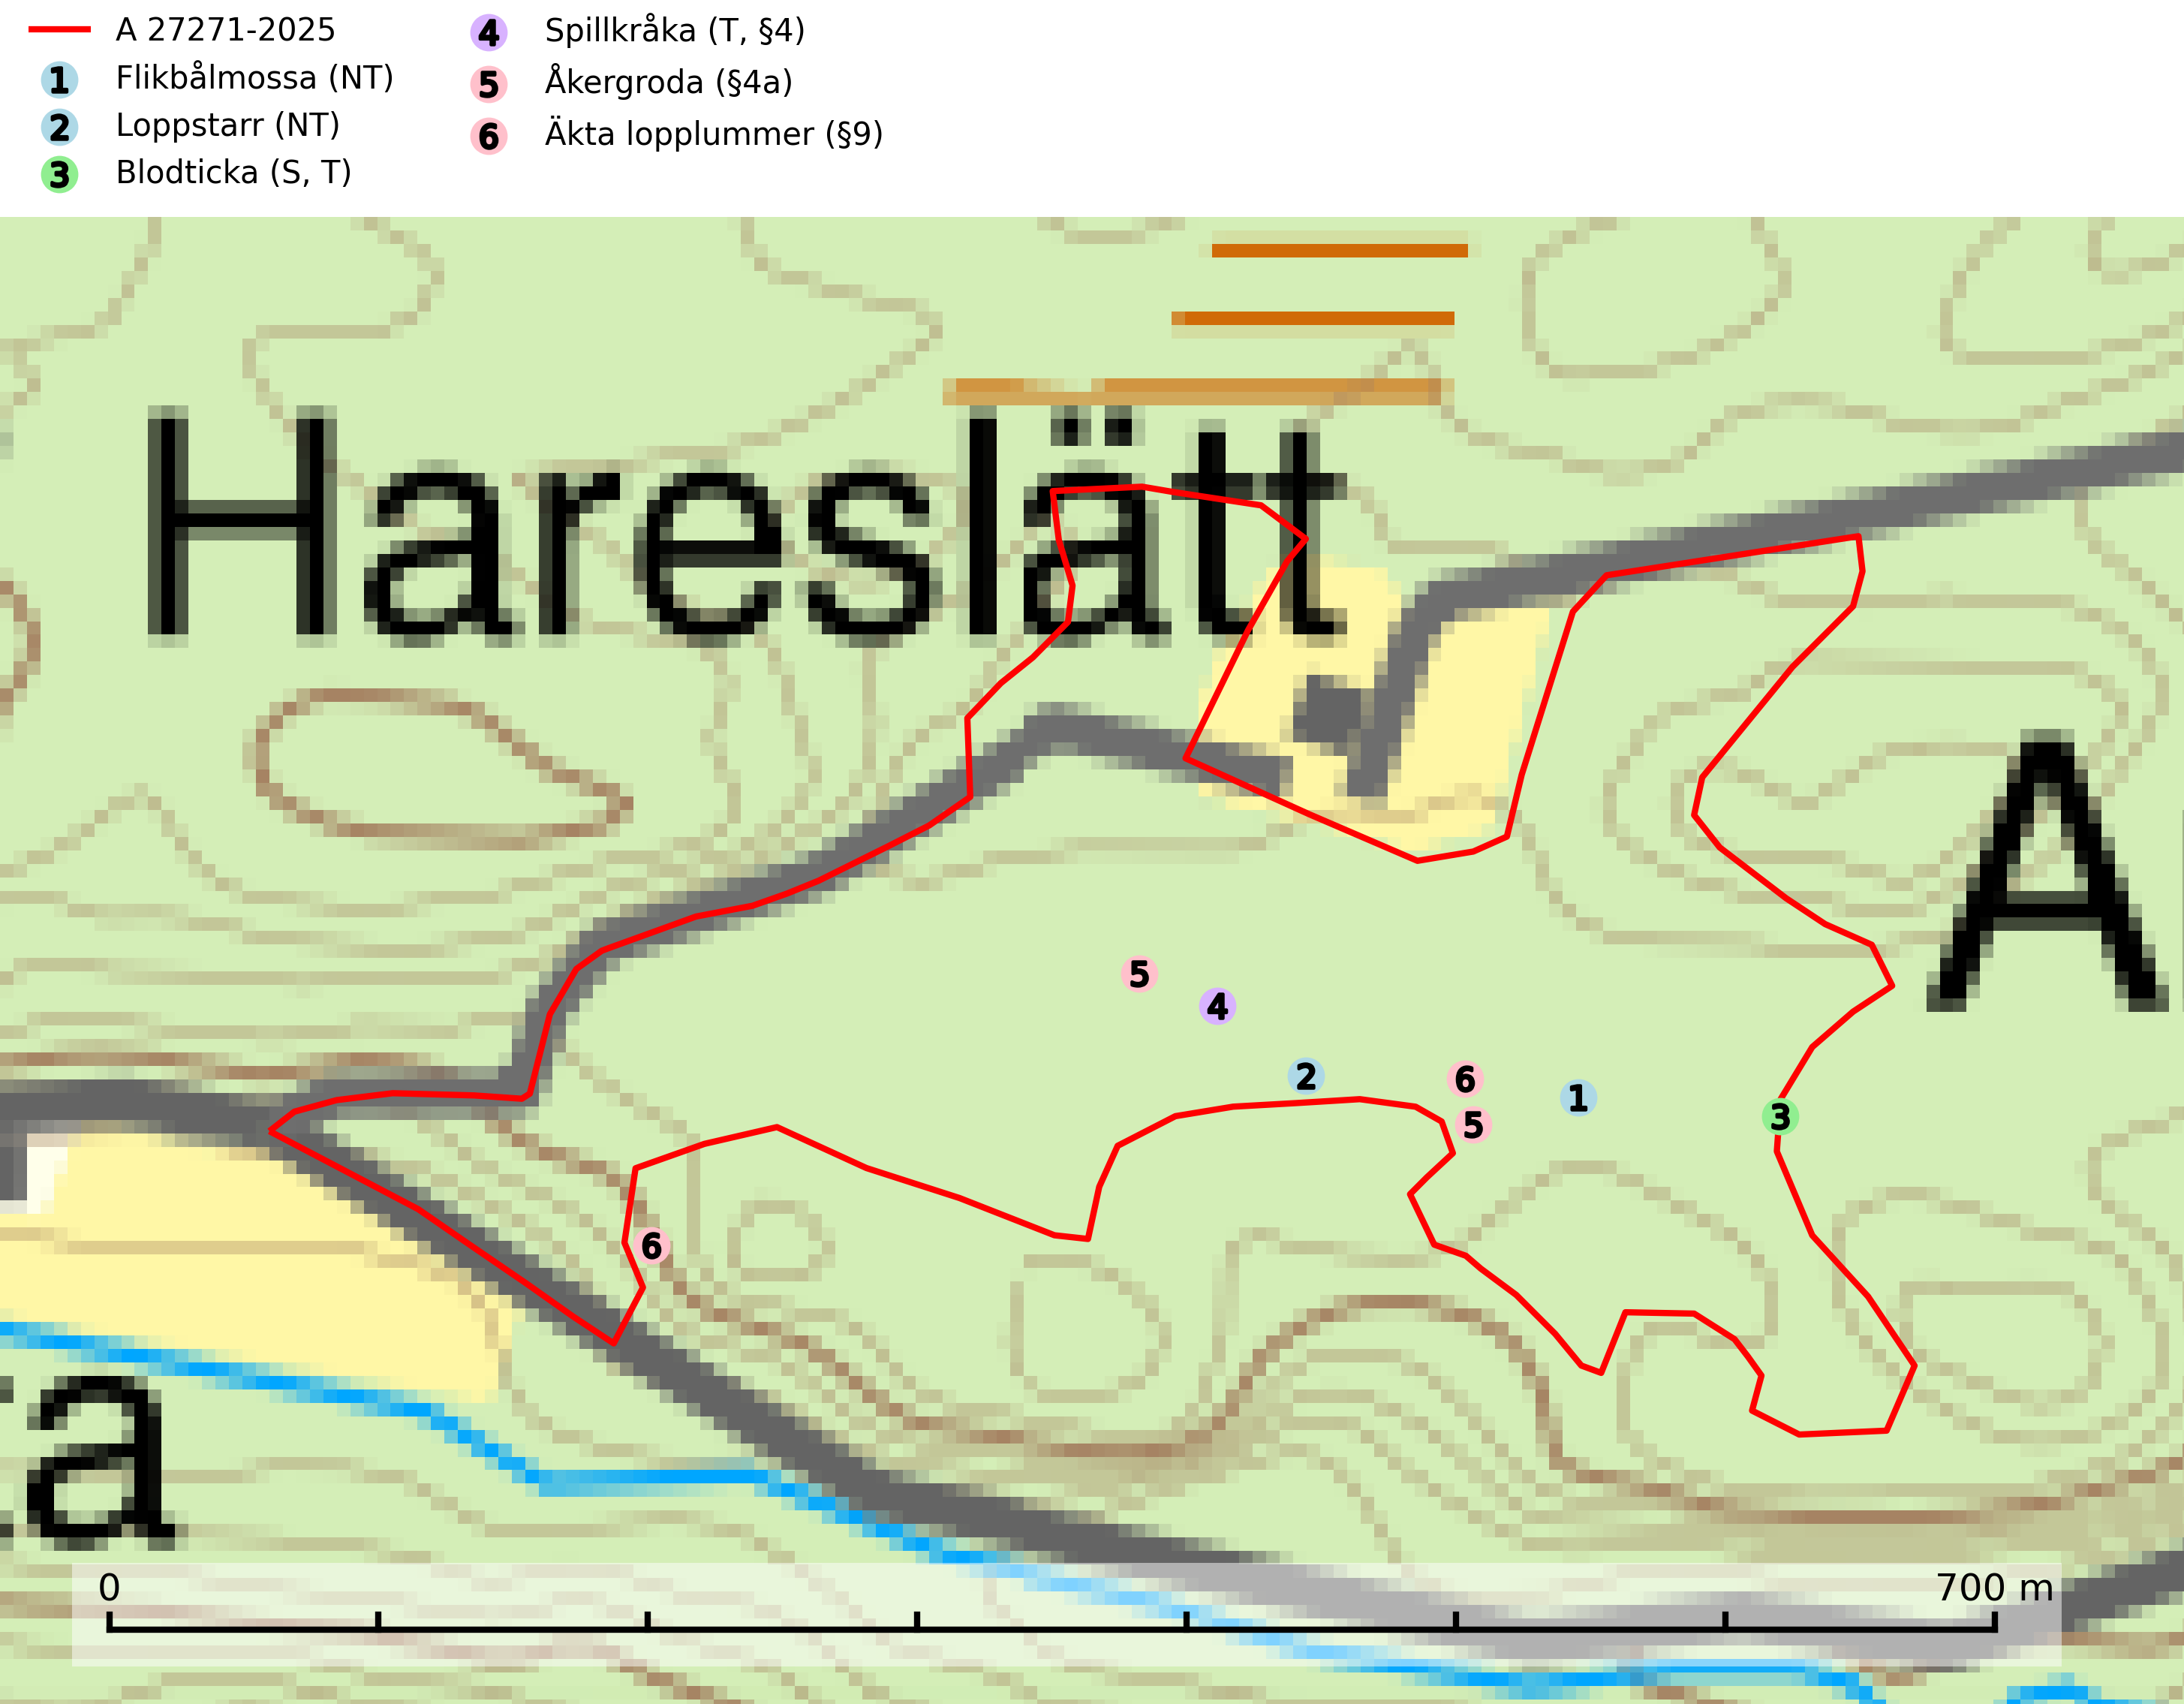 A 27271-2025
1 Flikbålmossa (NT)
2 Loppstarr (NT)
3 Blodticka (S, T)
4 Spillkråka (T, §4)
5 Åkergroda (§4a)
6 Äkta lopplummer (§9)
Hareslätt
A
5
4
2
6
1
5
3
6
a
0 700 m